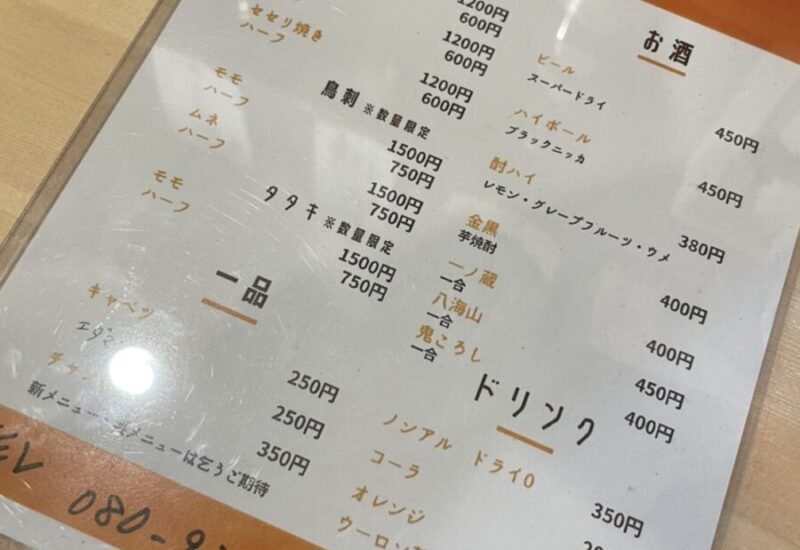 1200円
600円
セセリ焼き 1200円
ハーフ 600円
1200円
600円
鳥刺 ※数量限定
モモ 1500円
ハーフ 750円
ムネ 1500円
ハーフ 750円
タタキ ※数量限定
モモ 1500円
ハーフ 750円
一品
キャベツ 250円
エダマ 250円
チャン 350円
新メニュー・裏メニューは乞うご期待
080-9
お酒
ビール 450円
スーパードライ
ハイボール 450円
ブラックニッカ
酎ハイ 380円
レモン・グレープフルーツ・ウメ
金黒 400円
芋焼酎
一ノ蔵 400円
一合
八海山 450円
一合
鬼ころし 400円
一合
ドリンク
ノンアル ドライ0 350円
コーラ
オレンジ
ウーロン